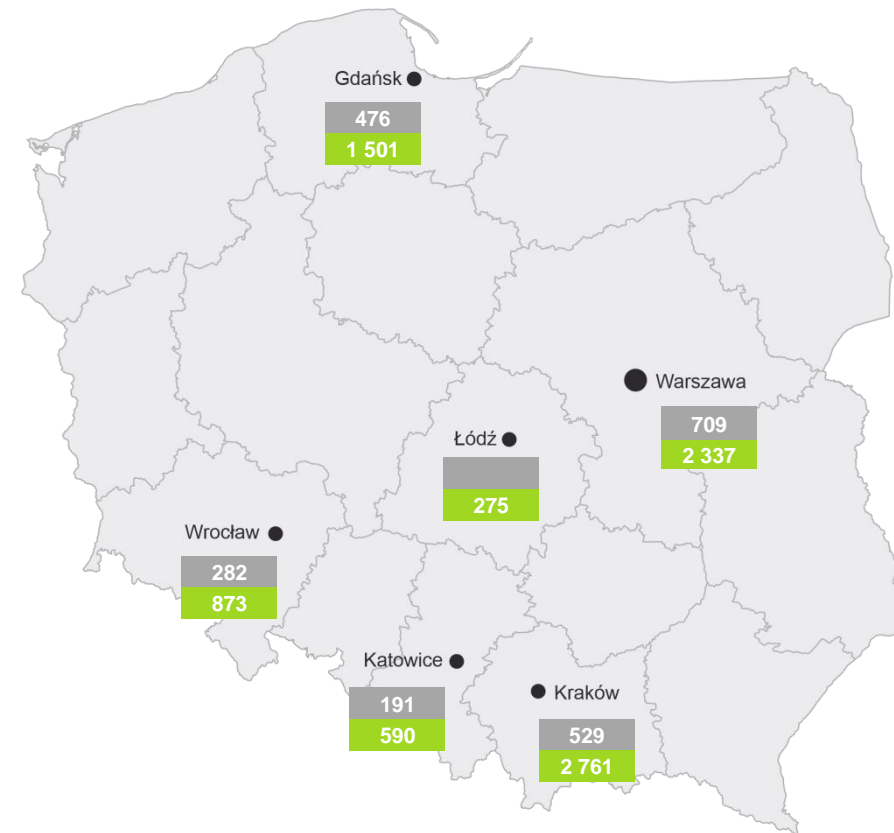 Gdańsk
476
1 501
Warszawa
709
2 337
Łódź
275
Wrocław
282
873
Katowice
191
590
Kraków
529
2 761